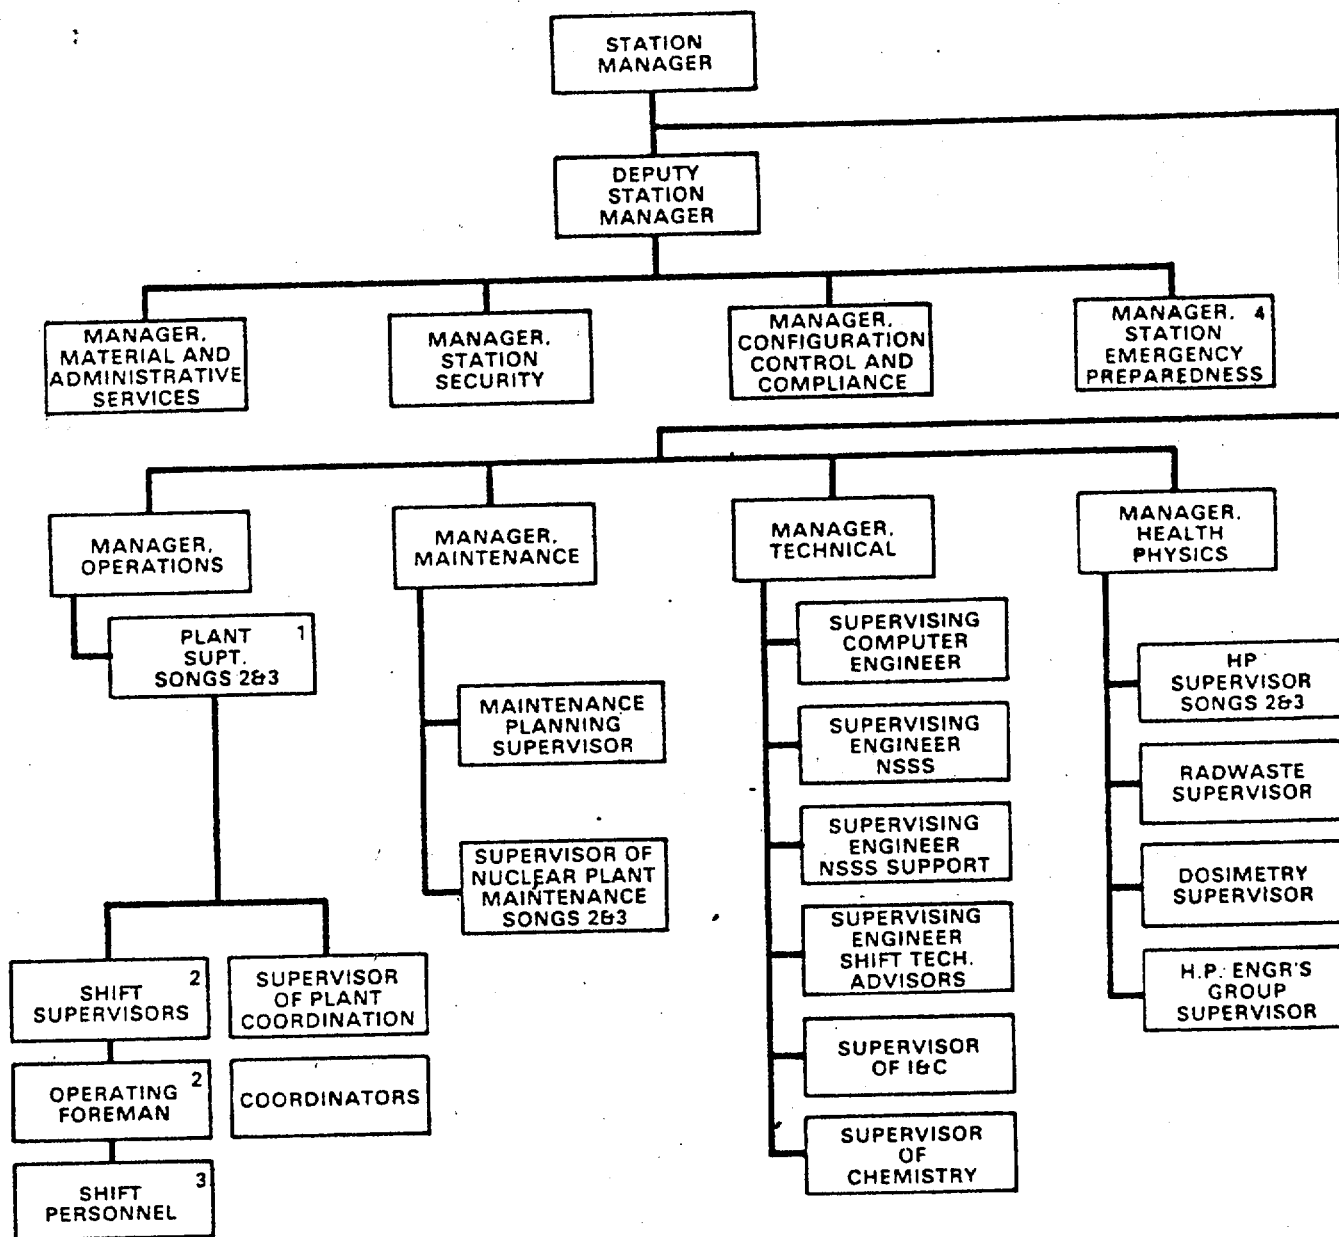 STATION
MANAGER
DEPUTY
STATION
MANAGER
MANAGER,
MATERIAL AND
ADMINISTRATIVE
SERVICES
MANAGER,
STATION
SECURITY
MANAGER,
CONFIGURATION
CONTROL AND
COMPLIANCE
MANAGER, 4
STATION
EMERGENCY
PREPAREDNESS
MANAGER,
OPERATIONS
MANAGER,
MAINTENANCE
MANAGER,
TECHNICAL
MANAGER,
HEALTH
PHYSICS
PLANT 1
SUPT.
SONGS 2&3
MAINTENANCE
PLANNING
SUPERVISOR
SUPERVISOR OF
NUCLEAR PLANT
MAINTENANCE
SONGS 2&3
SUPERVISING
COMPUTER
ENGINEER
SUPERVISING
ENGINEER
NSSS
SUPERVISING
ENGINEER
NSSS SUPPORT
SUPERVISING
ENGINEER
SHIFT TECH.
ADVISORS
SUPERVISOR
OF I&C
SUPERVISOR
OF
CHEMISTRY
HP
SUPERVISOR
SONGS 2&3
RADWASTE
SUPERVISOR
DOSIMETRY
SUPERVISOR
H.P. ENGR'S
GROUP
SUPERVISOR
SHIFT 2
SUPERVISORS
SUPERVISOR
OF PLANT
COORDINATION
OPERATING 2
FOREMAN
COORDINATORS
SHIFT 3
PERSONNEL